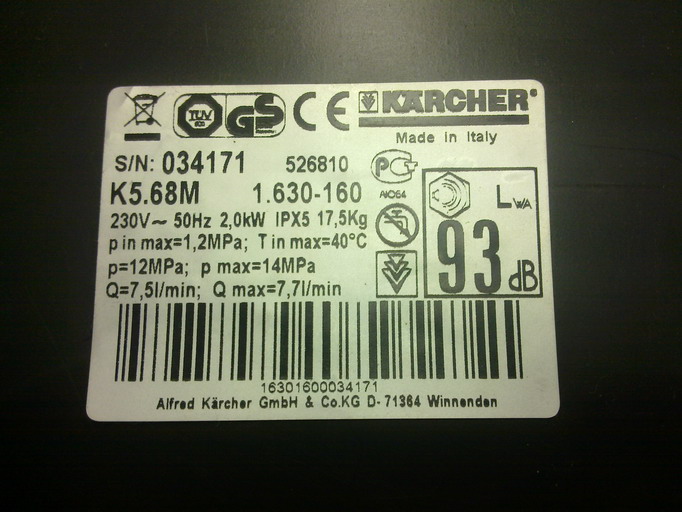 TÜV GS CE KÄRCHER®
Made in Italy
S/N: 034171 526810
K5.68M 1.630-160
АЮ64
230V~ 50Hz 2,0kW IPX5 17,5Kg
p in max=1,2MPa; T in max=40°C
p=12MPa; p max=14MPa
Q=7,5l/min; Q max=7,7l/min
LWA
93 dB
16301600034171
Alfred Kärcher GmbH & Co.KG D-71364 Winnenden